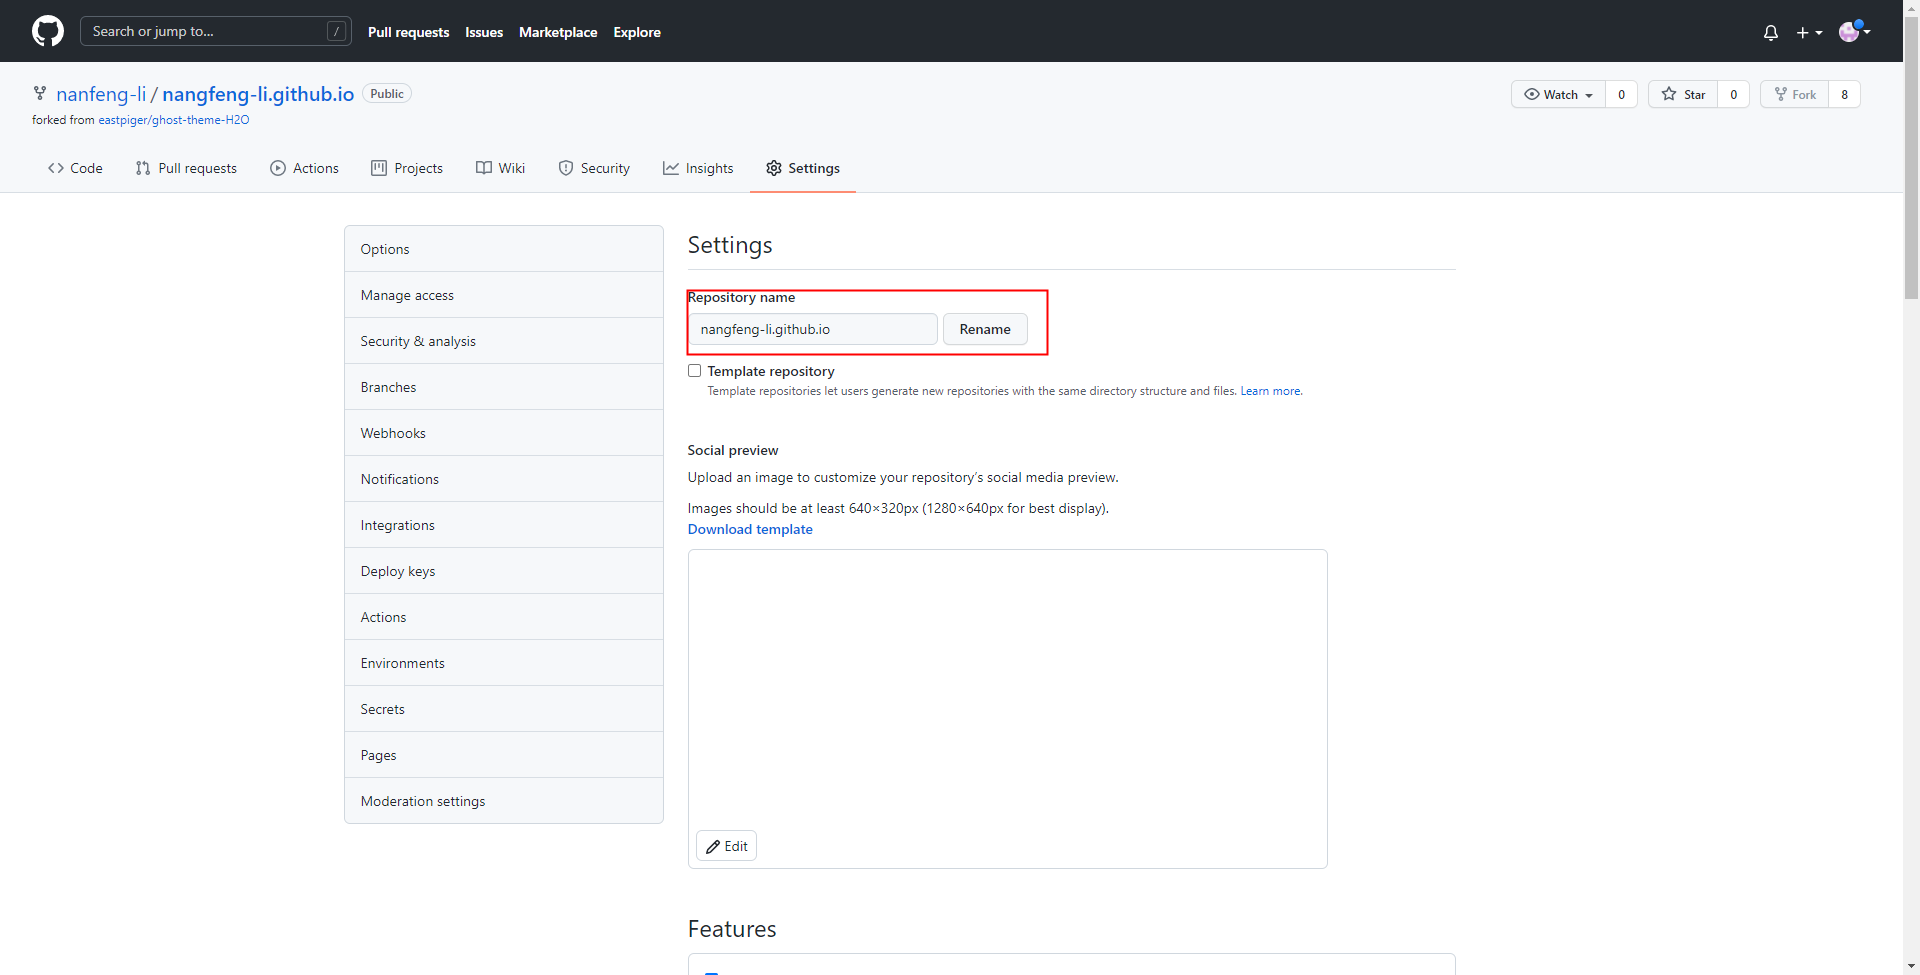 Search or jump to... /
Pull requests Issues Marketplace Explore
nanfeng-li / nangfeng-li.github.io Public
Watch 0 Star 0 Fork 8
forked from eastpiger/ghost-theme-H2O
Code Pull requests Actions Projects Wiki Security Insights Settings
Options
Manage access
Security & analysis
Branches
Webhooks
Notifications
Integrations
Deploy keys
Actions
Environments
Secrets
Pages
Moderation settings
Settings
Repository name
nangfeng-li.github.io Rename
Template repository
Template repositories let users generate new repositories with the same directory structure and files. Learn more.
Social preview
Upload an image to customize your repository’s social media preview.
Images should be at least 640×320px (1280×640px for best display).
Download template
Edit
Features